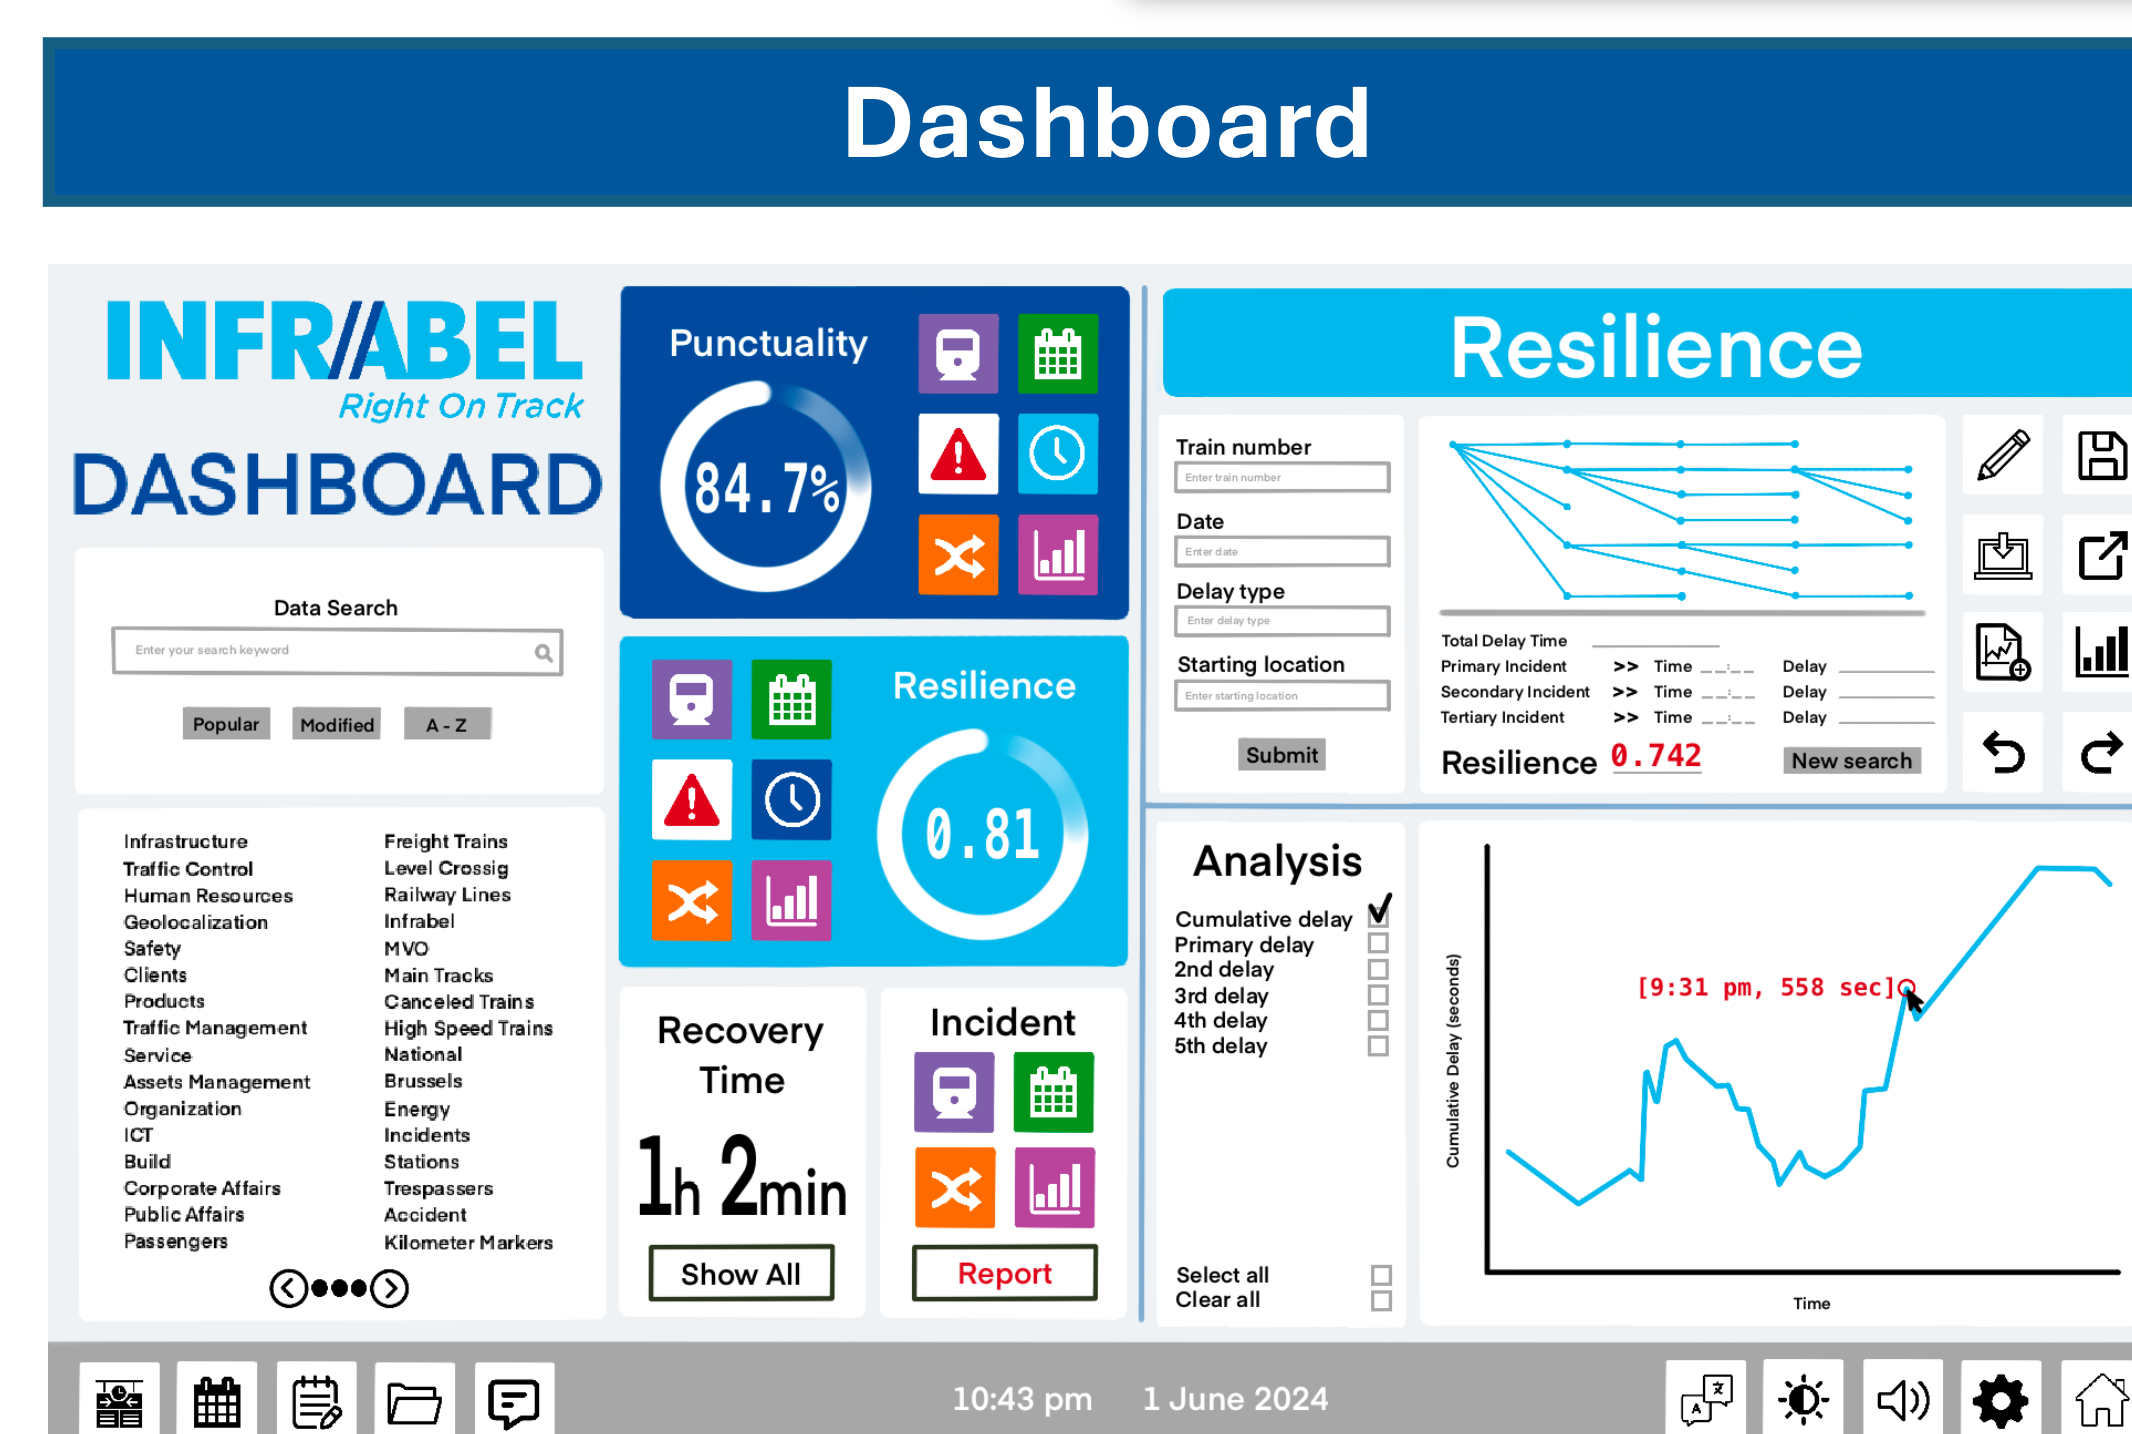 Dashboard
INFRABEL
Right On Track
DASHBOARD
Data Search
Enter your search keyword
Popular
Modified
A - Z
Infrastructure
Traffic Control
Human Resources
Geolocalization
Safety
Clients
Products
Traffic Management
Service
Assets Management
Organization
ICT
Build
Corporate Affairs
Public Affairs
Passengers
Freight Trains
Level Crossig
Railway Lines
Infrabel
MVO
Main Tracks
Canceled Trains
High Speed Trains
National
Brussels
Energy
Incidents
Stations
Trespassers
Accident
Kilometer Markers
Punctuality
84.7%
Resilience
0.81
Recovery
Time
1h 2min
Show All
Incident
Report
Resilience
Train number
Enter train number
Date
Enter date
Delay type
Enter delay type
Starting location
Enter starting location
Submit
Total Delay Time
Primary Incident >> Time __:__ Delay
Secondary Incident >> Time __:__ Delay
Tertiary Incident >> Time __:__ Delay
Resilience 0.742
New search
Analysis
Cumulative delay
Primary delay
2nd delay
3rd delay
4th delay
5th delay
Select all
Clear all
Cumulative Delay (seconds)
[9:31 pm, 558 sec]
Time
10:43 pm 1 June 2024
A 文